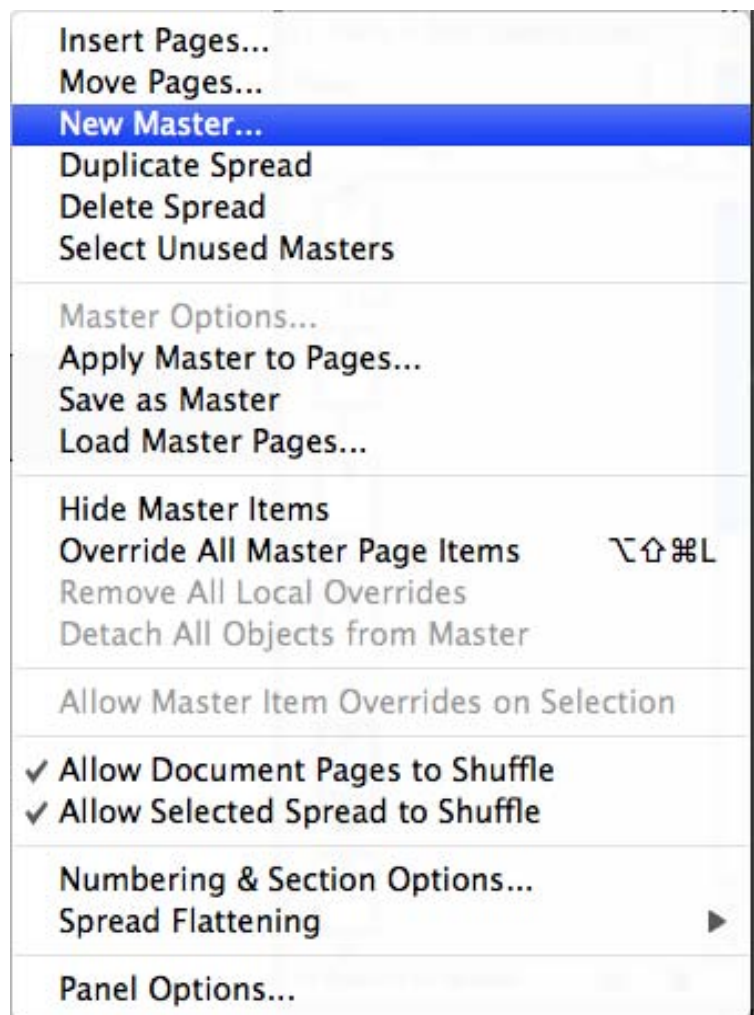 Insert Pages...
Move Pages...
New Master...
Duplicate Spread
Delete Spread
Select Unused Masters
Master Options...
Apply Master to Pages...
Save as Master
Load Master Pages...
Hide Master Items
Override All Master Page Items ⌥⇧⌘L
Remove All Local Overrides
Detach All Objects from Master
Allow Master Item Overrides on Selection
✓ Allow Document Pages to Shuffle
✓ Allow Selected Spread to Shuffle
Numbering & Section Options...
Spread Flattening ▶
Panel Options...